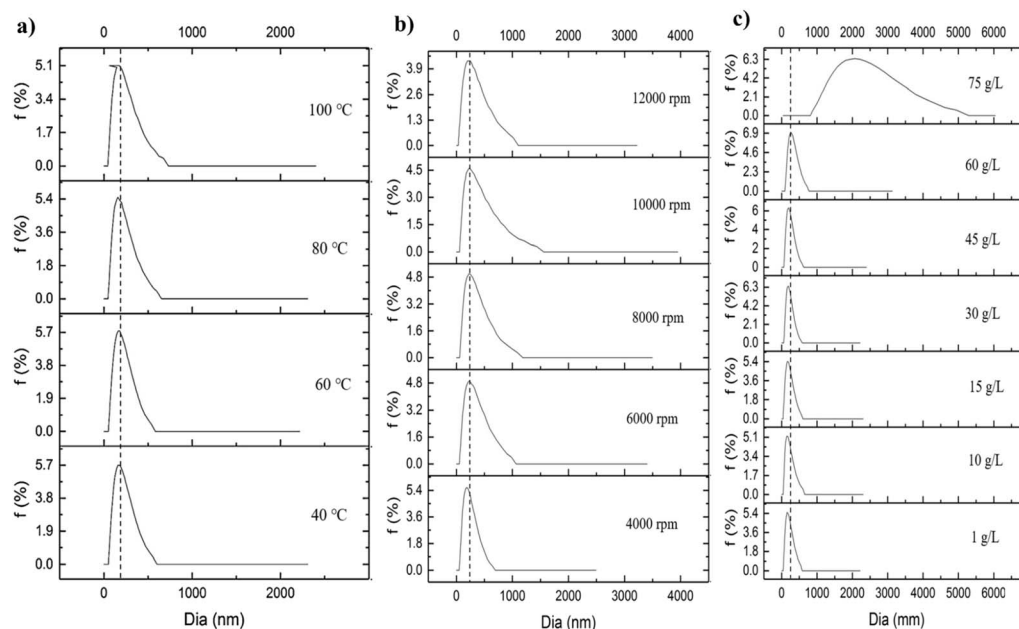 a)
0 1000 2000
f (%)
5.1
3.4
1.7
0.0
100 °C
f (%)
5.4
3.6
1.8
0.0
80 °C
f (%)
5.7
3.8
1.9
0.0
60 °C
f (%)
5.7
3.8
1.9
0.0
40 °C
0 1000 2000
Dia (nm)
b)
0 1000 2000 3000 4000
f (%)
3.9
2.6
1.3
0.0
12000 rpm
f (%)
4.5
3.0
1.5
0.0
10000 rpm
f (%)
4.8
3.2
1.6
0.0
8000 rpm
f (%)
4.8
3.2
1.6
0.0
6000 rpm
f (%)
5.4
3.6
1.8
0.0
4000 rpm
0 1000 2000 3000 4000
Dia (nm)
c)
0 1000 2000 3000 4000 5000 6000
f (%)
6.3
4.2
2.1
0.0
75 g/L
f (%)
6.9
4.6
2.3
0.0
60 g/L
f (%)
6
4
2
0
45 g/L
f (%)
6.3
4.2
2.1
0.0
30 g/L
f (%)
5.4
3.6
1.8
0.0
15 g/L
f (%)
5.1
3.4
1.7
0.0
10 g/L
f (%)
5.4
3.6
1.8
0.0
1 g/L
0 1000 2000 3000 4000 5000 6000
Dia (mm)